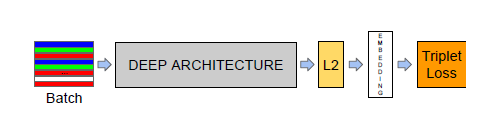 Batch
DEEP ARCHITECTURE
L2
EMBEDDING
Triplet
Loss